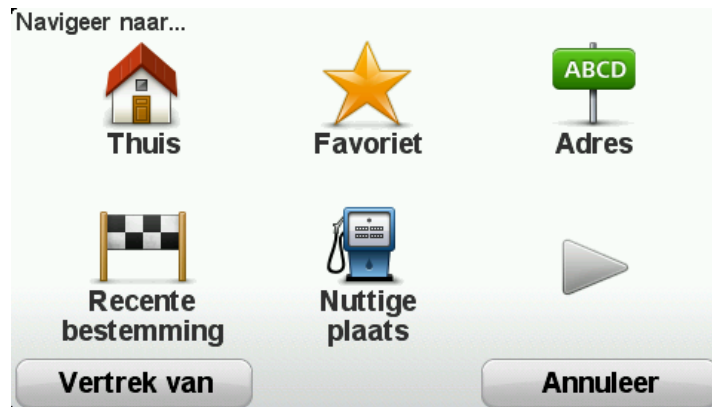 Navigeer naar...
ABCD
Thuis
Favoriet
Adres
Recente
bestemming
Nuttige
plaats
Vertrek van
Annuleer